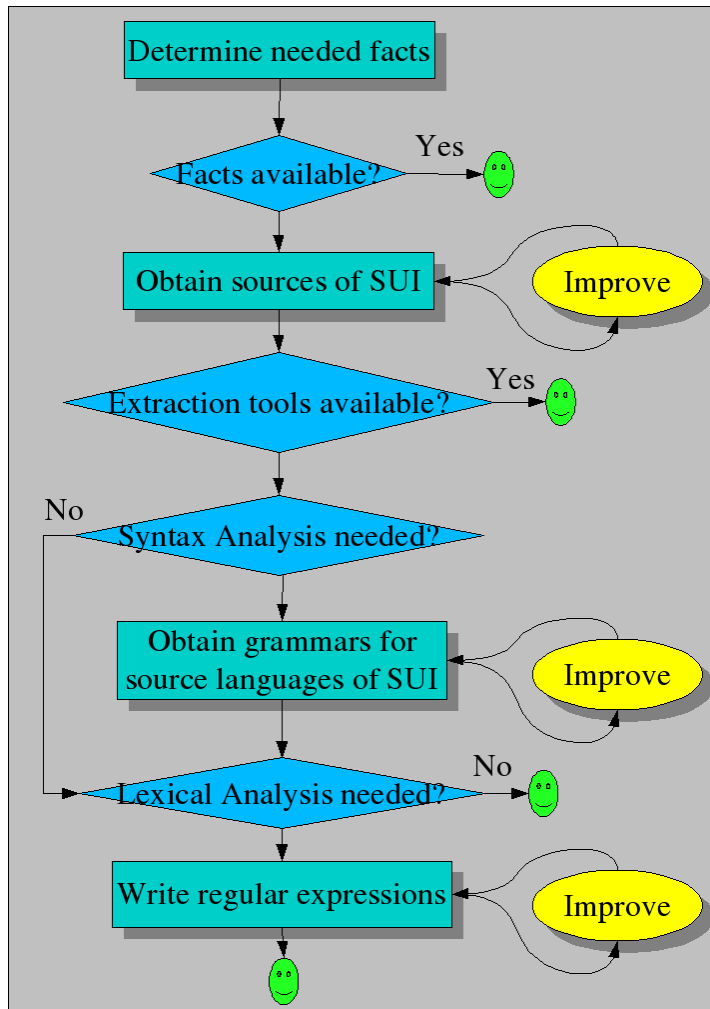 Determine needed facts
Yes
Facts available?
Obtain sources of SUI
Improve
Yes
Extraction tools available?
No
Syntax Analysis needed?
Obtain grammars for
source languages of SUI
Improve
No
Lexical Analysis needed?
Write regular expressions
Improve